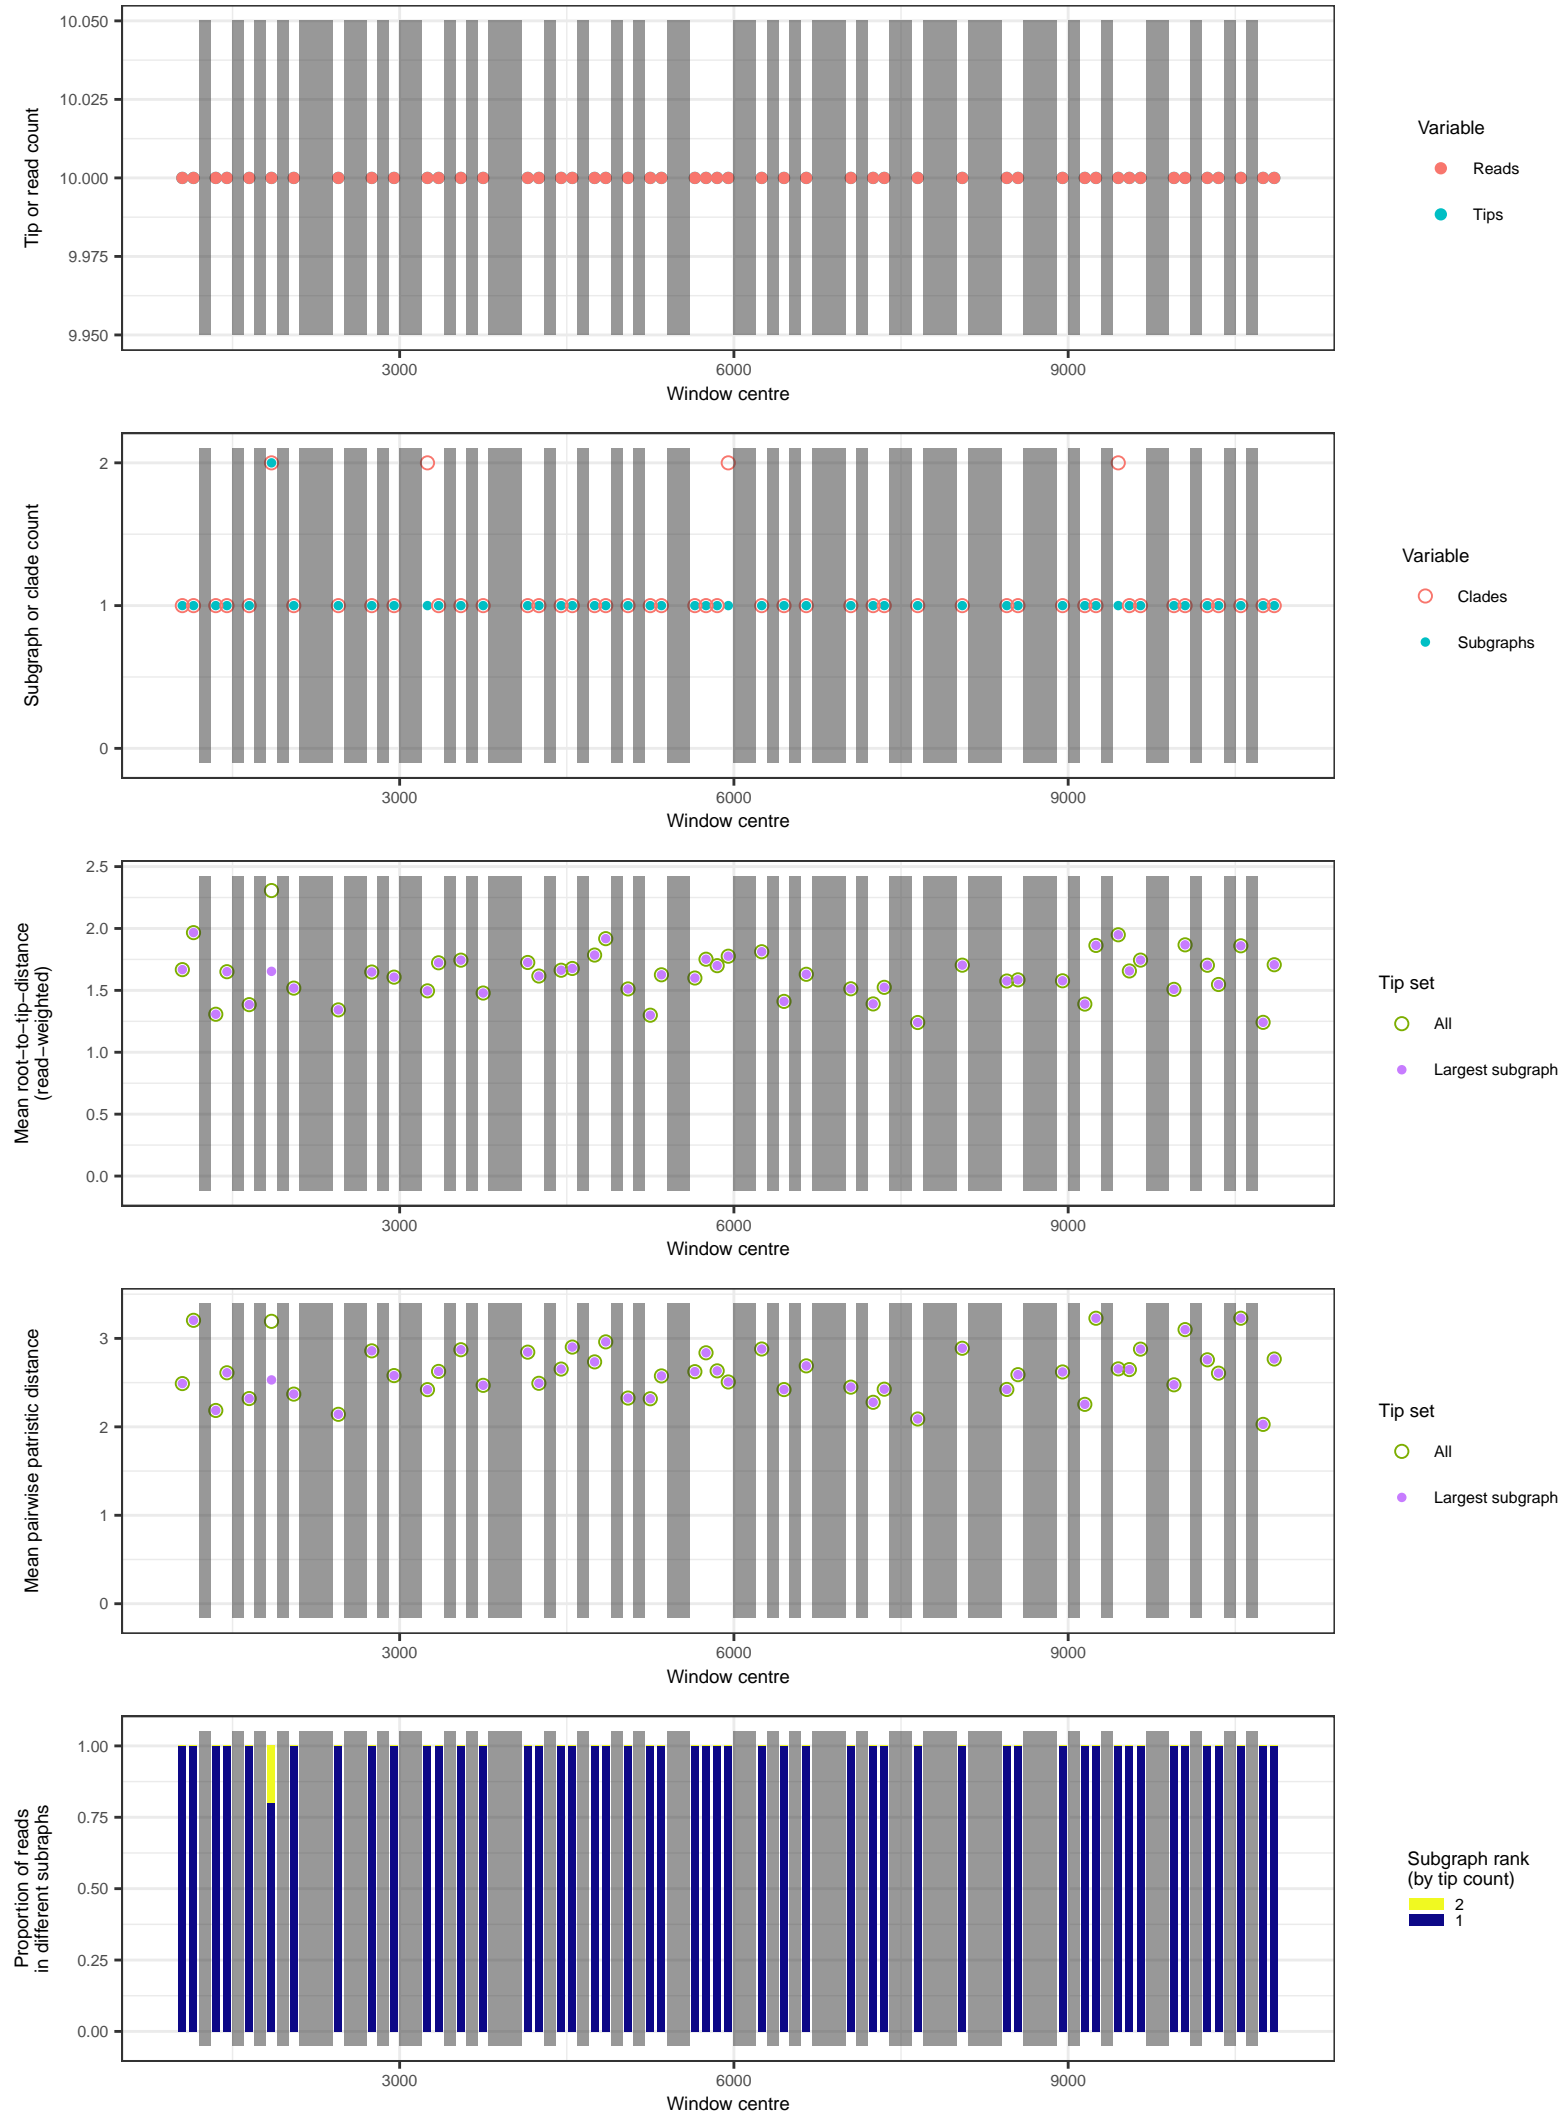 10.050
10.025
10.000
9.975
9.950
Tip or read count
3000
6000
9000
Window centre
Variable
Reads
Tips
2
1
0
Subgraph or clade count
3000
6000
9000
Window centre
Variable
Clades
Subgraphs
2.5
2.0
1.5
1.0
0.5
0.0
Mean root−to−tip−distance
(read−weighted)
3000
6000
9000
Window centre
Tip set
All
Largest subgraph
3
2
1
0
Mean pairwise patristic distance
3000
6000
9000
Window centre
Tip set
All
Largest subgraph
1.00
0.75
0.50
0.25
0.00
Proportion of reads
in different subraphs
3000
6000
9000
Window centre
Subgraph rank
(by tip count)
2
1